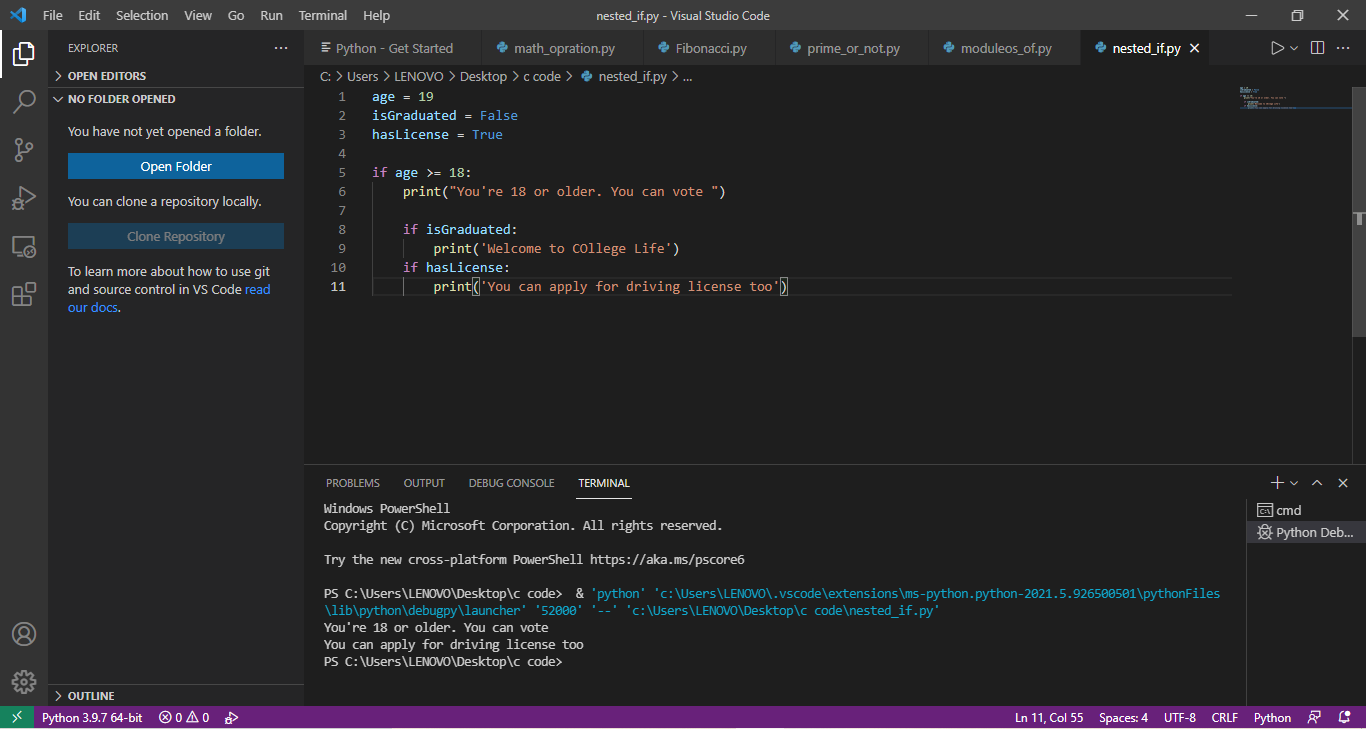 File Edit Selection View Go Run Terminal Help nested_if.py - Visual Studio Code
EXPLORER
OPEN EDITORS
NO FOLDER OPENED
You have not yet opened a folder.
Open Folder
You can clone a repository locally.
Clone Repository
To learn more about how to use git
and source control in VS Code read
our docs.
OUTLINE
Python - Get Started math_opration.py Fibonacci.py prime_or_not.py moduleos_of.py nested_if.py
C: > Users > LENOVO > Desktop > c code > nested_if.py > ...
1 age = 19
2 isGraduated = False
3 hasLicense = True
4
5 if age >= 18:
6 print("You're 18 or older. You can vote ")
7
8 if isGraduated:
9 print('Welcome to COllege Life')
10 if hasLicense:
11 print('You can apply for driving license too')
PROBLEMS OUTPUT DEBUG CONSOLE TERMINAL
Windows PowerShell
Copyright (C) Microsoft Corporation. All rights reserved.
Try the new cross-platform PowerShell https://aka.ms/pscore6
PS C:\Users\LENOVO\Desktop\c code> & 'python' 'c:\Users\LENOVO\.vscode\extensions\ms-python.python-2021.5.926500501\pythonFiles
\lib\python\debugpy\launcher' '52000' '--' 'c:\Users\LENOVO\Desktop\c code\nested_if.py'
You're 18 or older. You can vote
You can apply for driving license too
PS C:\Users\LENOVO\Desktop\c code>
cmd
Python Deb...
Python 3.9.7 64-bit 0 0 Ln 11, Col 55 Spaces: 4 UTF-8 CRLF Python